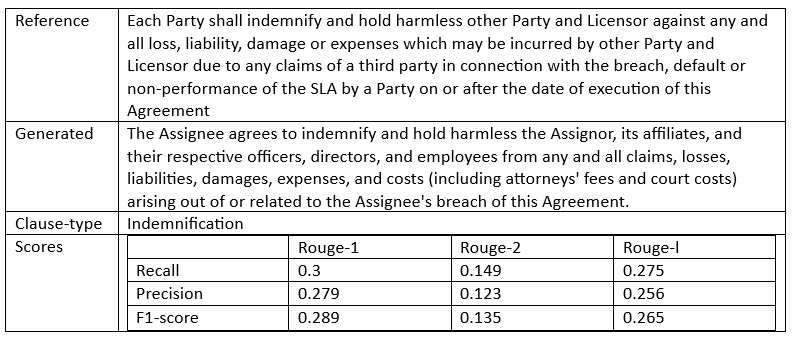 Reference
Each Party shall indemnify and hold harmless other Party and Licensor against any and
all loss, liability, damage or expenses which may be incurred by other Party and
Licensor due to any claims of a third party in connection with the breach, default or
non-performance of the SLA by a Party on or after the date of execution of this
Agreement
Generated
The Assignee agrees to indemnify and hold harmless the Assignor, its affiliates, and
their respective officers, directors, and employees from any and all claims, losses,
liabilities, damages, expenses, and costs (including attorneys' fees and court costs)
arising out of or related to the Assignee's breach of this Agreement.
Clause-type Indemnification
Scores
Rouge-1 Rouge-2 Rouge-l
Recall 0.3 0.149 0.275
Precision 0.279 0.123 0.256
F1-score 0.289 0.135 0.265